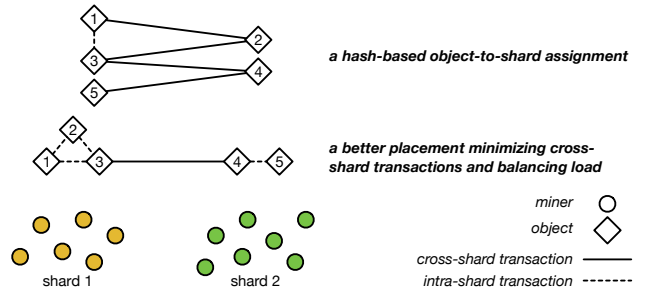 1
2
3
4
5
a hash-based object-to-shard assignment
2
1
3
4
5
a better placement minimizing cross-
shard transactions and balancing load
miner
object
cross-shard transaction
intra-shard transaction
shard 1
shard 2